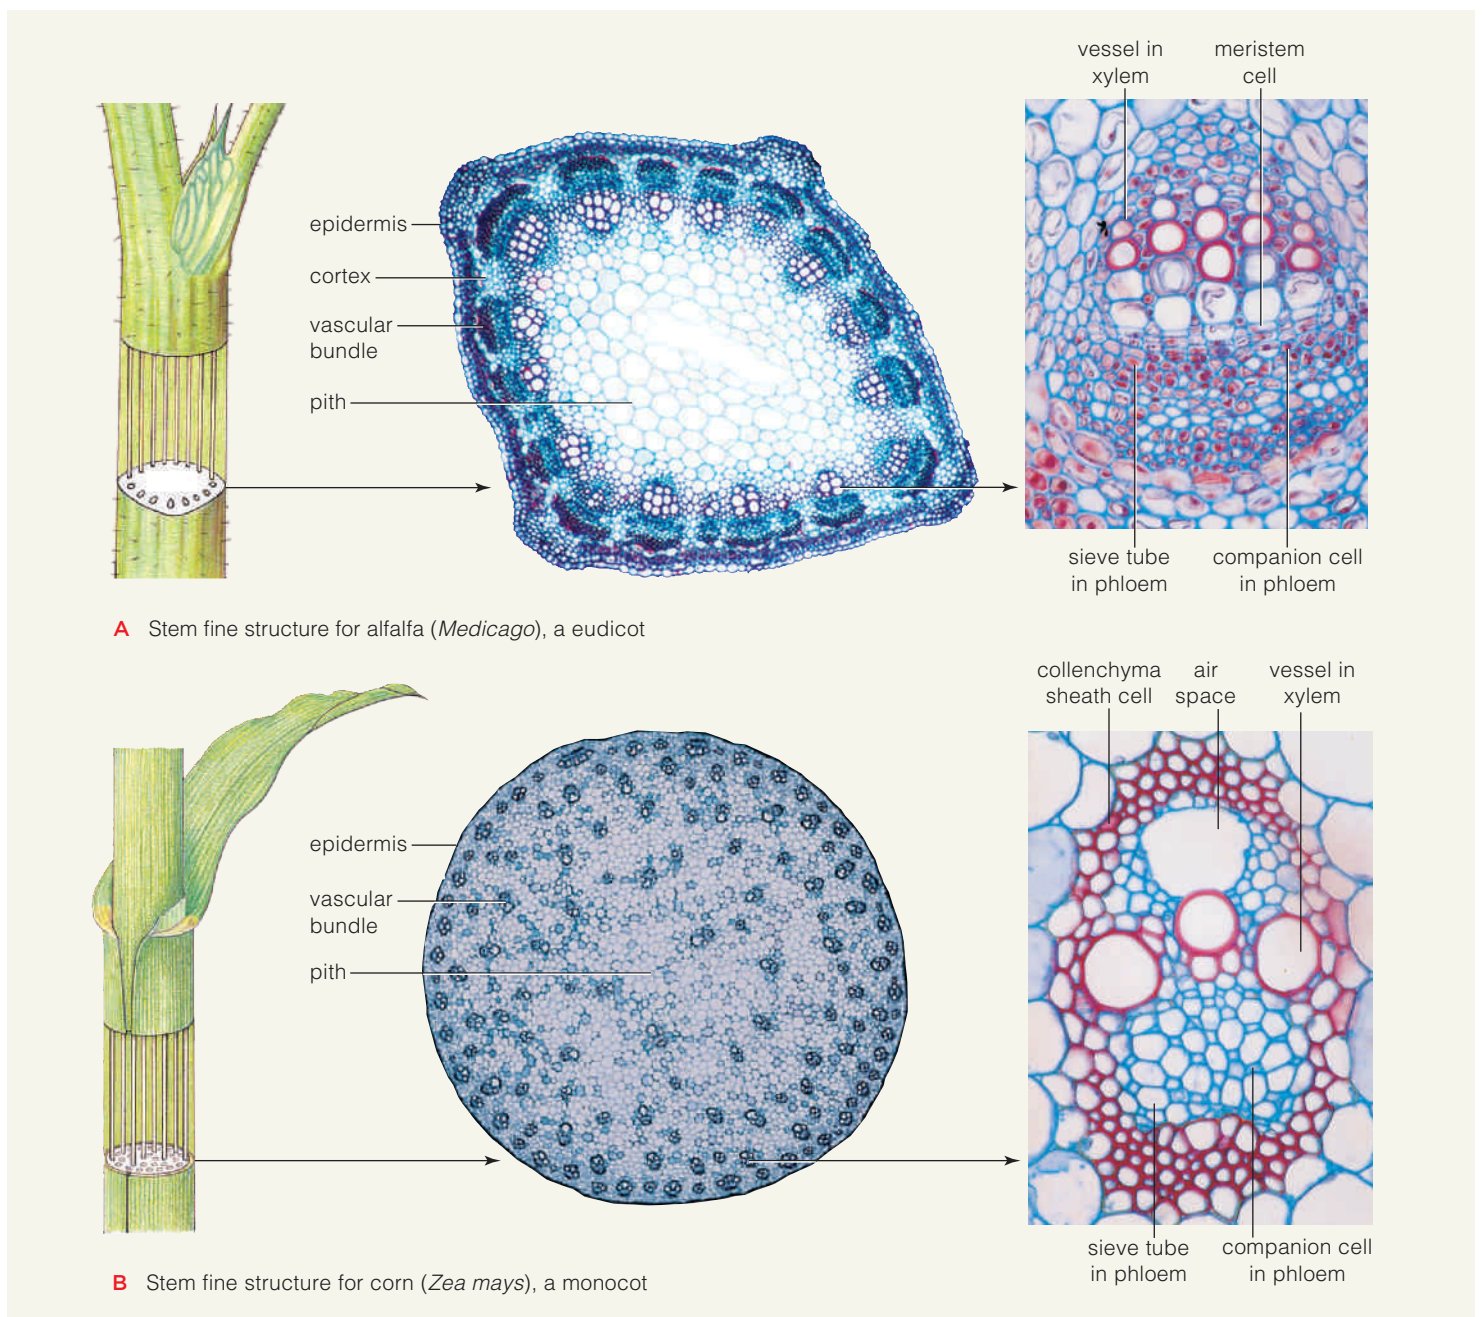 vessel in
xylem
meristem
cell
epidermis
cortex
vascular
bundle
pith
sieve tube
in phloem
companion cell
in phloem
A Stem fine structure for alfalfa (Medicago), a eudicot
collenchyma
sheath cell
air
space
vessel in
xylem
epidermis
vascular
bundle
pith
sieve tube
in phloem
companion cell
in phloem
B Stem fine structure for corn (Zea mays), a monocot